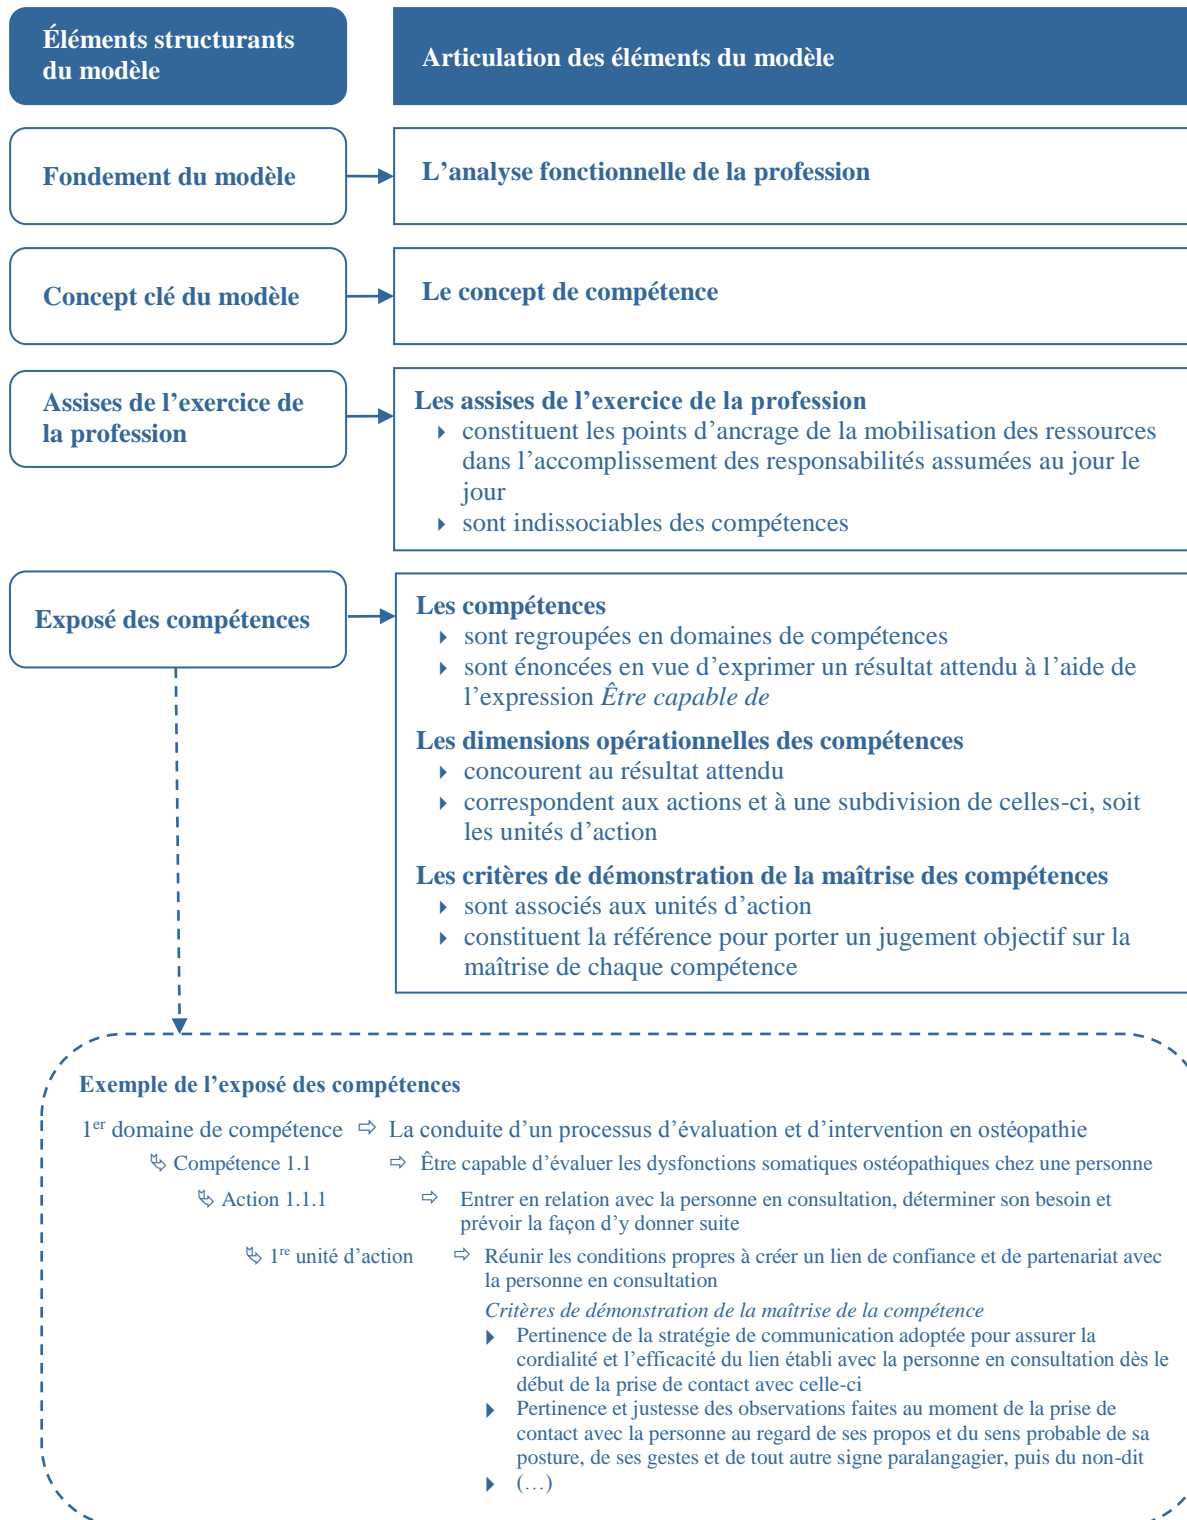 Éléments structurants
du modèle
Articulation des éléments du modèle
Fondement du modèle
L’analyse fonctionnelle de la profession
Concept clé du modèle
Le concept de compétence
Assises de l’exercice de
la profession
Les assises de l’exercice de la profession
constituent les points d’ancrage de la mobilisation des ressources
dans l’accomplissement des responsabilités assumées au jour le
jour
sont indissociables des compétences
Exposé des compétences
Les compétences
sont regroupées en domaines de compétences
sont énoncées en vue d’exprimer un résultat attendu à l’aide de
l’expression Être capable de
Les dimensions opérationnelles des compétences
concourent au résultat attendu
correspondent aux actions et à une subdivision de celles-ci, soit
les unités d’action
Les critères de démonstration de la maîtrise des compétences
sont associés aux unités d’action
constituent la référence pour porter un jugement objectif sur la
maîtrise de chaque compétence
Exemple de l’exposé des compétences
1er domaine de compétence ⇨ La conduite d’un processus d’évaluation et d’intervention en ostéopathie
Compétence 1.1 ⇨ Être capable d’évaluer les dysfonctions somatiques ostéopathiques chez une personne
Action 1.1.1 ⇨ Entrer en relation avec la personne en consultation, déterminer son besoin et
prévoir la façon d’y donner suite
1re unité d’action ⇨ Réunir les conditions propres à créer un lien de confiance et de partenariat avec
la personne en consultation
Critères de démonstration de la maîtrise de la compétence
Pertinence de la stratégie de communication adoptée pour assurer la
cordialité et l’efficacité du lien établi avec la personne en consultation dès le
début de la prise de contact avec celle-ci
Pertinence et justesse des observations faites au moment de la prise de
contact avec la personne au regard de ses propos et du sens probable de sa
posture, de ses gestes et de tout autre signe paralangagier, puis du non-dit
(…)